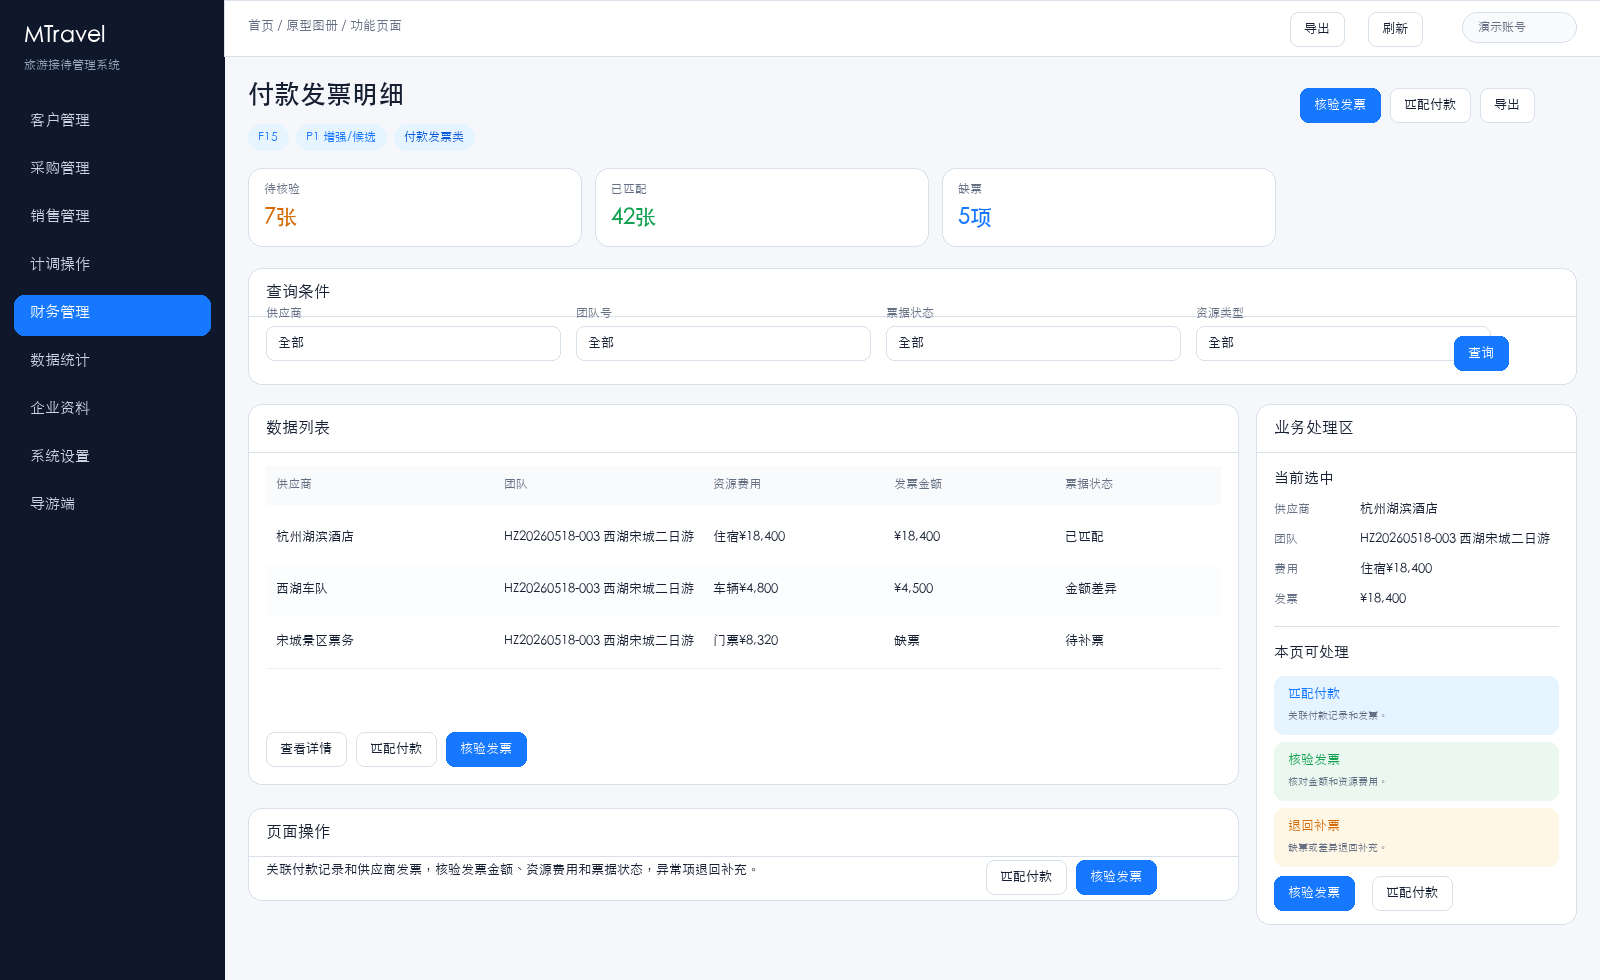 MTravel
旅游接待管理系统
客户管理
采购管理
销售管理
计调操作
财务管理
数据统计
企业资料
系统设置
导游端
首页 / 原型图册 / 功能页面
导出
刷新
演示账号
付款发票明细
核验发票
匹配付款
导出
F15
P1 增强/候选
付款发票类
待核验
7张
已匹配
42张
缺票
5项
查询条件
供应商
团队号
票据状态
资源类型
全部
全部
全部
全部
查询
数据列表
供应商 团队 资源费用 发票金额 票据状态
杭州湖滨酒店 HZ20260518-003 西湖宋城二日游 住宿¥18,400 ¥18,400 已匹配
西湖车队 HZ20260518-003 西湖宋城二日游 车辆¥4,800 ¥4,500 金额差异
宋城景区票务 HZ20260518-003 西湖宋城二日游 门票¥8,320 缺票 待补票
查看详情
匹配付款
核验发票
页面操作
关联付款记录和供应商发票，核验发票金额、资源费用和票据状态，异常项退回补充。
匹配付款
核验发票
业务处理区
当前选中
供应商 杭州湖滨酒店
团队 HZ20260518-003 西湖宋城二日游
费用 住宿¥18,400
发票 ¥18,400
本页可处理
匹配付款
关联付款记录和发票。
核验发票
核对金额和资源费用。
退回补票
缺票或差异退回补充。
核验发票
匹配付款